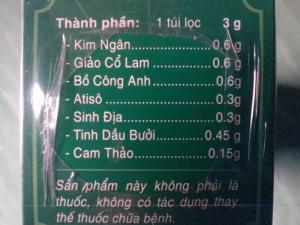 Thành phần: 1 túi lọc 3 g
- Kim Ngân..................0.6g
- Giảo Cổ Lam...............0.6 g
- Bồ Công Anh...............0.6g
- Atisô.....................0.3g
- Sinh Địa..................0.3g
- Tinh Dầu Bưởi.............0.45 g
- Cam Thảo..................0.15g
Sản phẩm này không phải là
thuốc, không có tác dụng thay
thế thuốc chữa bệnh.